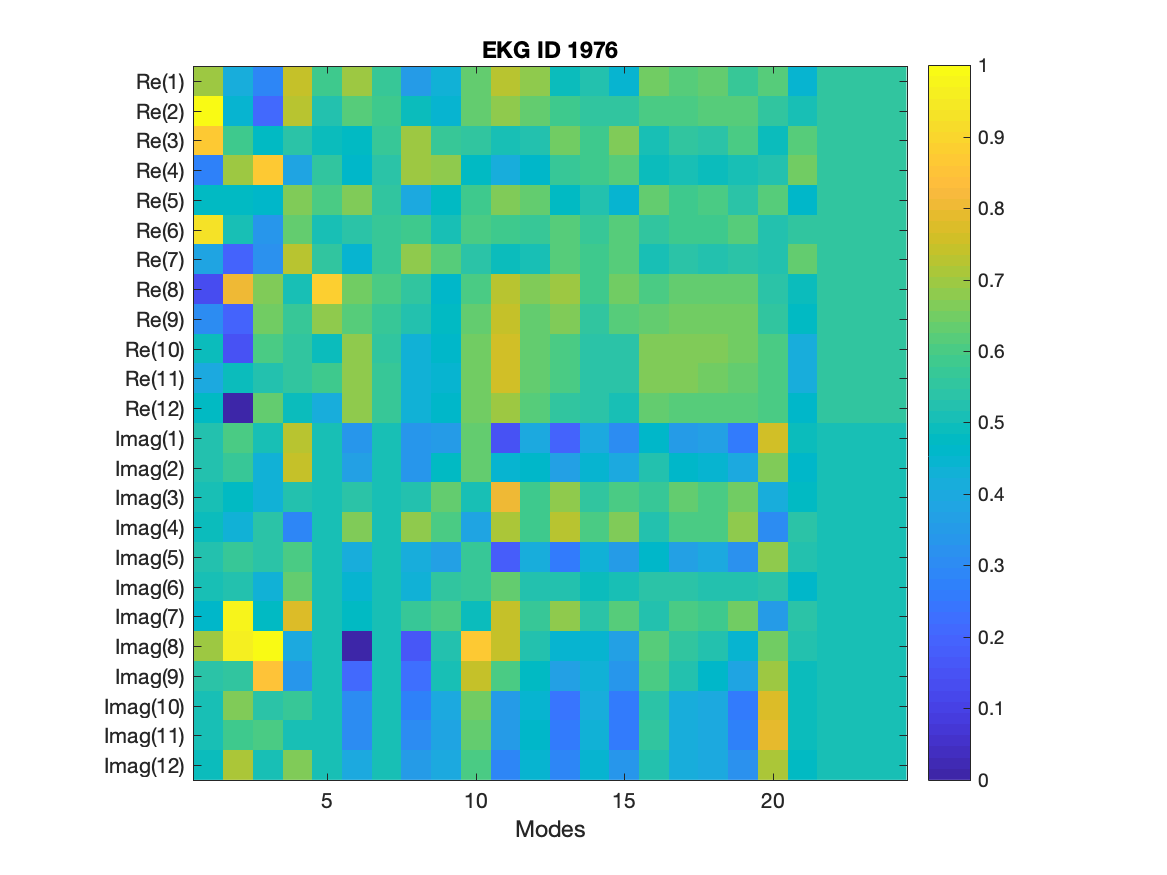 EKG ID 1976
Re(1)
Re(2)
Re(3)
Re(4)
Re(5)
Re(6)
Re(7)
Re(8)
Re(9)
Re(10)
Re(11)
Re(12)
Imag(1)
Imag(2)
Imag(3)
Imag(4)
Imag(5)
Imag(6)
Imag(7)
Imag(8)
Imag(9)
Imag(10)
Imag(11)
Imag(12)
5 10 15 20
Modes
1
0.9
0.8
0.7
0.6
0.5
0.4
0.3
0.2
0.1
0